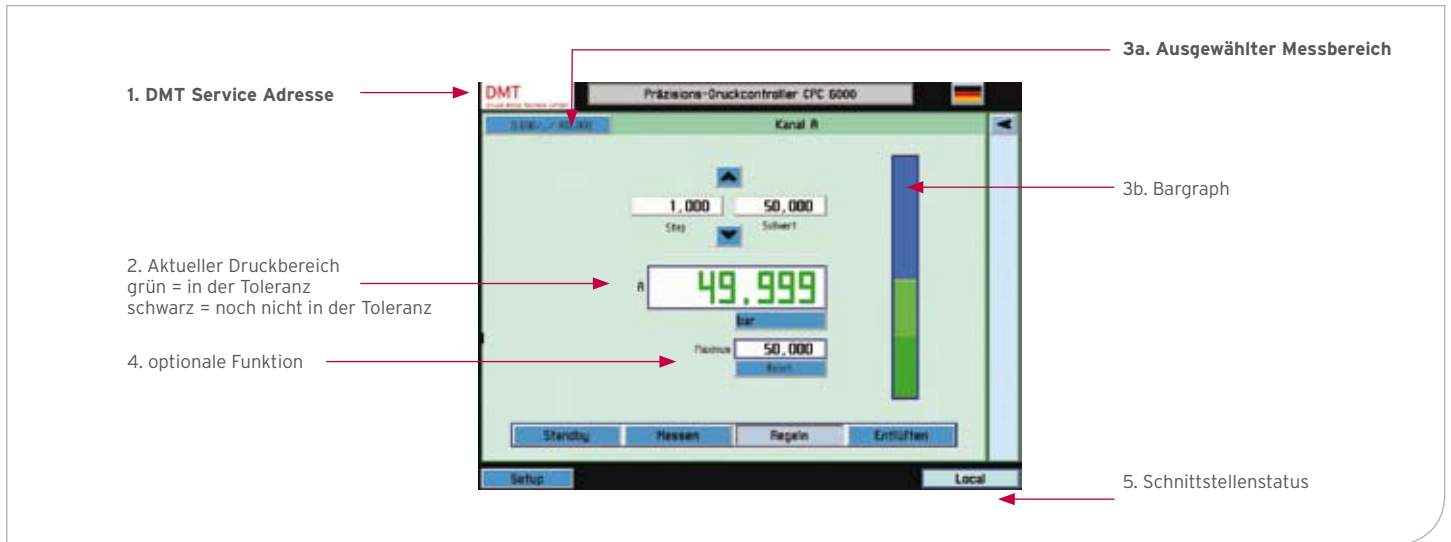 3a. Ausgewählter Messbereich
1. DMT Service Adresse
DMT
Präzisions-Druckcontroller CPC 6000
Kanal A
3b. Bargraph
1,000
50,000
Step
Sollwert
2. Aktueller Druckbereich
grün = in der Toleranz
schwarz = noch nicht in der Toleranz
A
49.999
bar
4. optionale Funktion
Maximum
50,000
Reset
Standby
Messen
Regeln
Entlüften
Setup
Local
5. Schnittstellenstatus